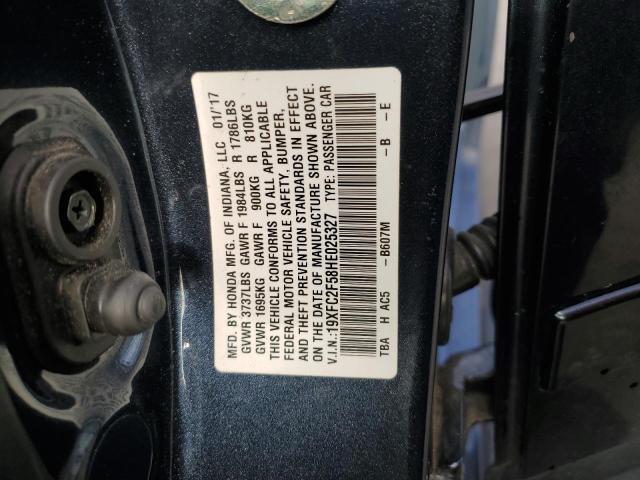 MFD. BY HONDA MFG. OF INDIANA, LLC 01/'17
GVWR 3737LBS GAWR F 1984LBS R 1786LBS
GVWR 1695KG GAWR F 900KG R 810KG
THIS VEHICLE CONFORMS TO ALL APPLICABLE
FEDERAL MOTOR VEHICLE SAFETY, BUMPER,
AND THEFT PREVENTION STANDARDS IN EFFECT
ON THE DATE OF MANUFACTURE SHOWN ABOVE.
V.I.N.:19XFC2F58HE025327 TYPE: PASSENGER CAR
TBA H AC5 – B607M – B – E